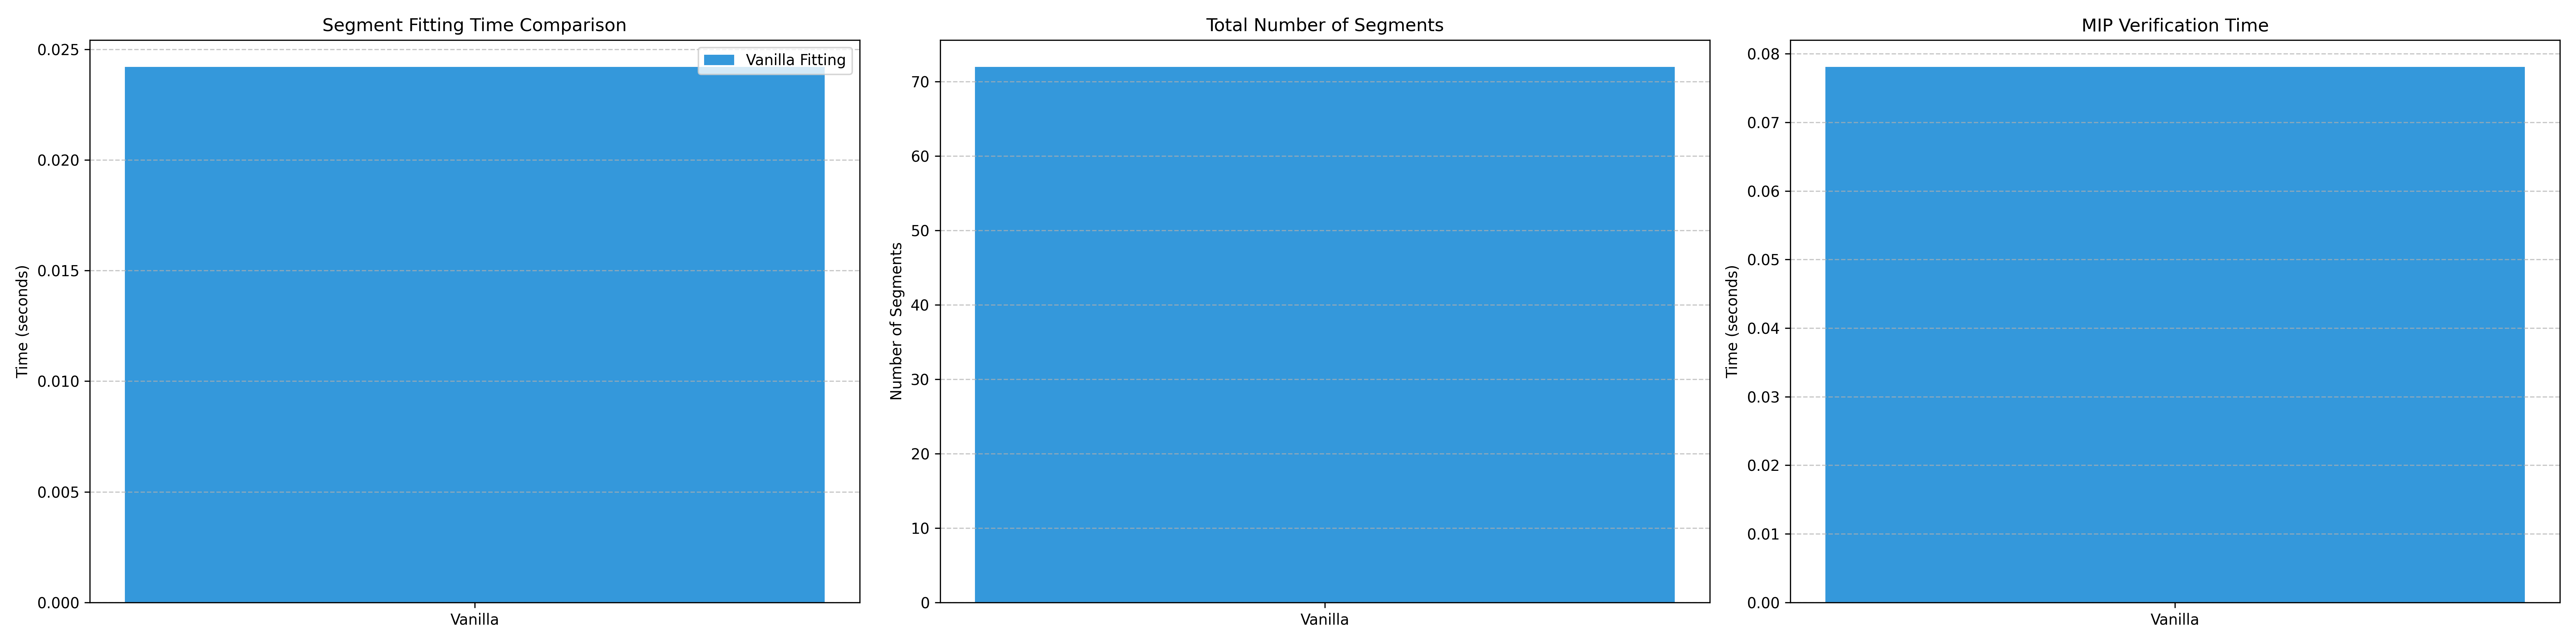 Segment Fitting Time Comparison
Vanilla Fitting
Time (seconds)
0.025
0.020
0.015
0.010
0.005
0.000
Vanilla
Total Number of Segments
Number of Segments
70
60
50
40
30
20
10
0
Vanilla
MIP Verification Time
Time (seconds)
0.08
0.07
0.06
0.05
0.04
0.03
0.02
0.01
0.00
Vanilla